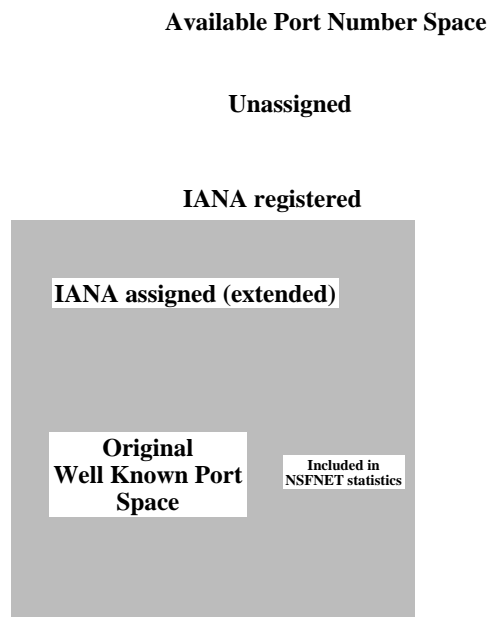 Available Port Number Space
Unassigned
IANA registered
IANA assigned (extended)
Original
Well Known Port
Space
Included in
NSFNET statistics